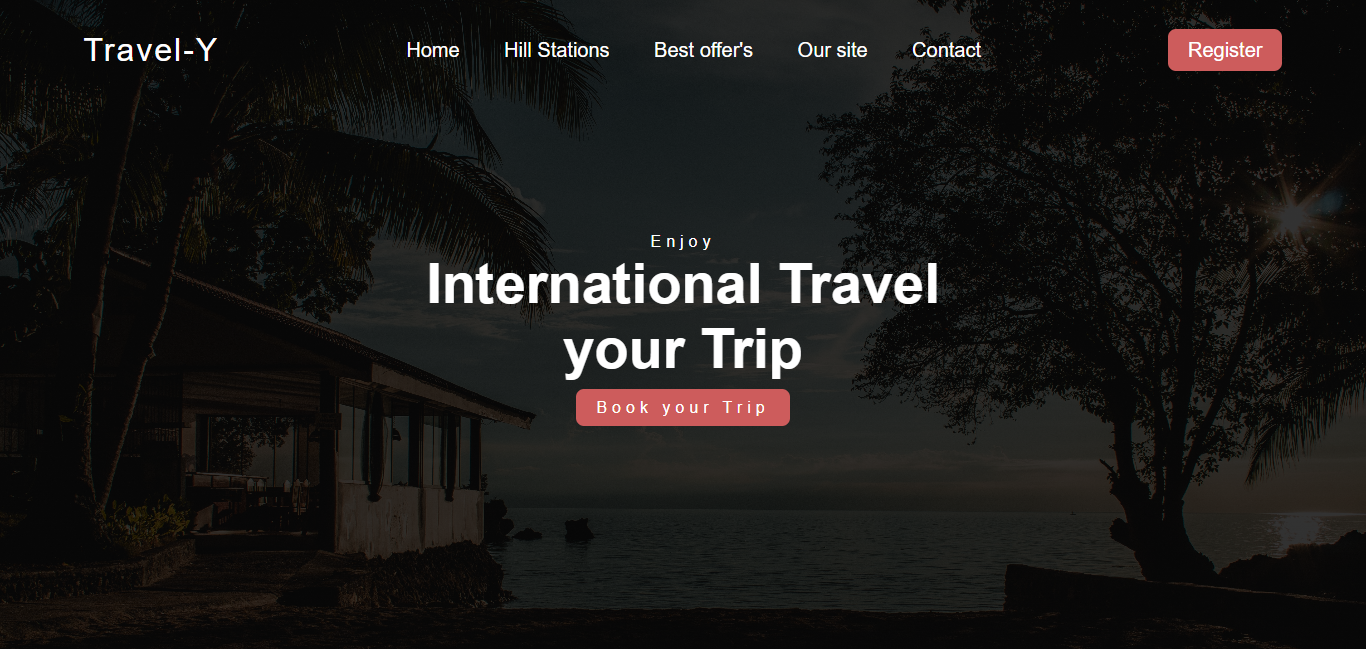 Travel-Y
Home
Hill Stations
Best offer's
Our site
Contact
Register
Enjoy
International Travel
your Trip
Book your Trip